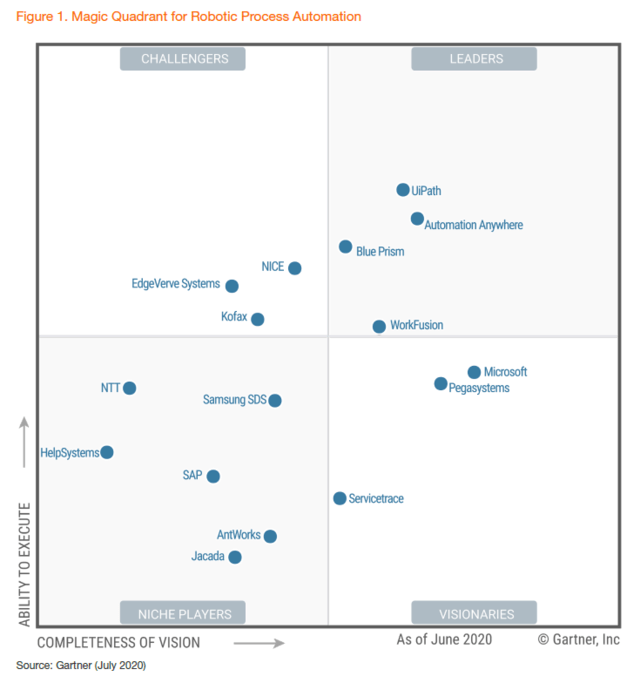 Figure 1. Magic Quadrant for Robotic Process Automation
CHALLENGERS
LEADERS
UiPath
Automation Anywhere
Blue Prism
NICE
EdgeVerve Systems
Kofax
WorkFusion
Microsoft
Pegasystems
NTT
Samsung SDS
HelpSystems
SAP
Servicetrace
AntWorks
Jacada
NICHE PLAYERS
VISIONARIES
ABILITY TO EXECUTE
COMPLETENESS OF VISION
As of June 2020
© Gartner, Inc
Source: Gartner (July 2020)